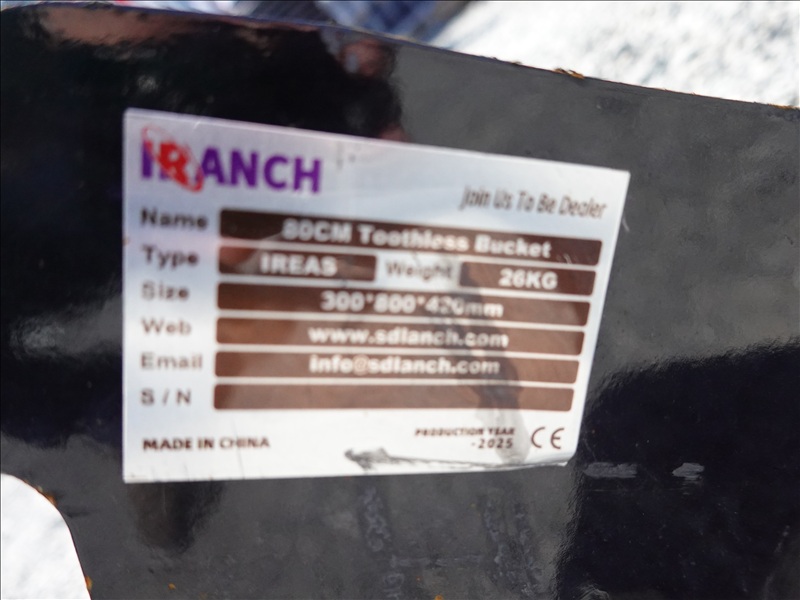 IRANCH
Join Us To Be Dealer
Name 80CM Toothless Bucket
Type IREAS Weight 26KG
Size 300*800*420mm
Web www.sdlanch.com
Email info@sdlanch.com
S / N
MADE IN CHINA
PRODUCTION YEAR
-2025
CE